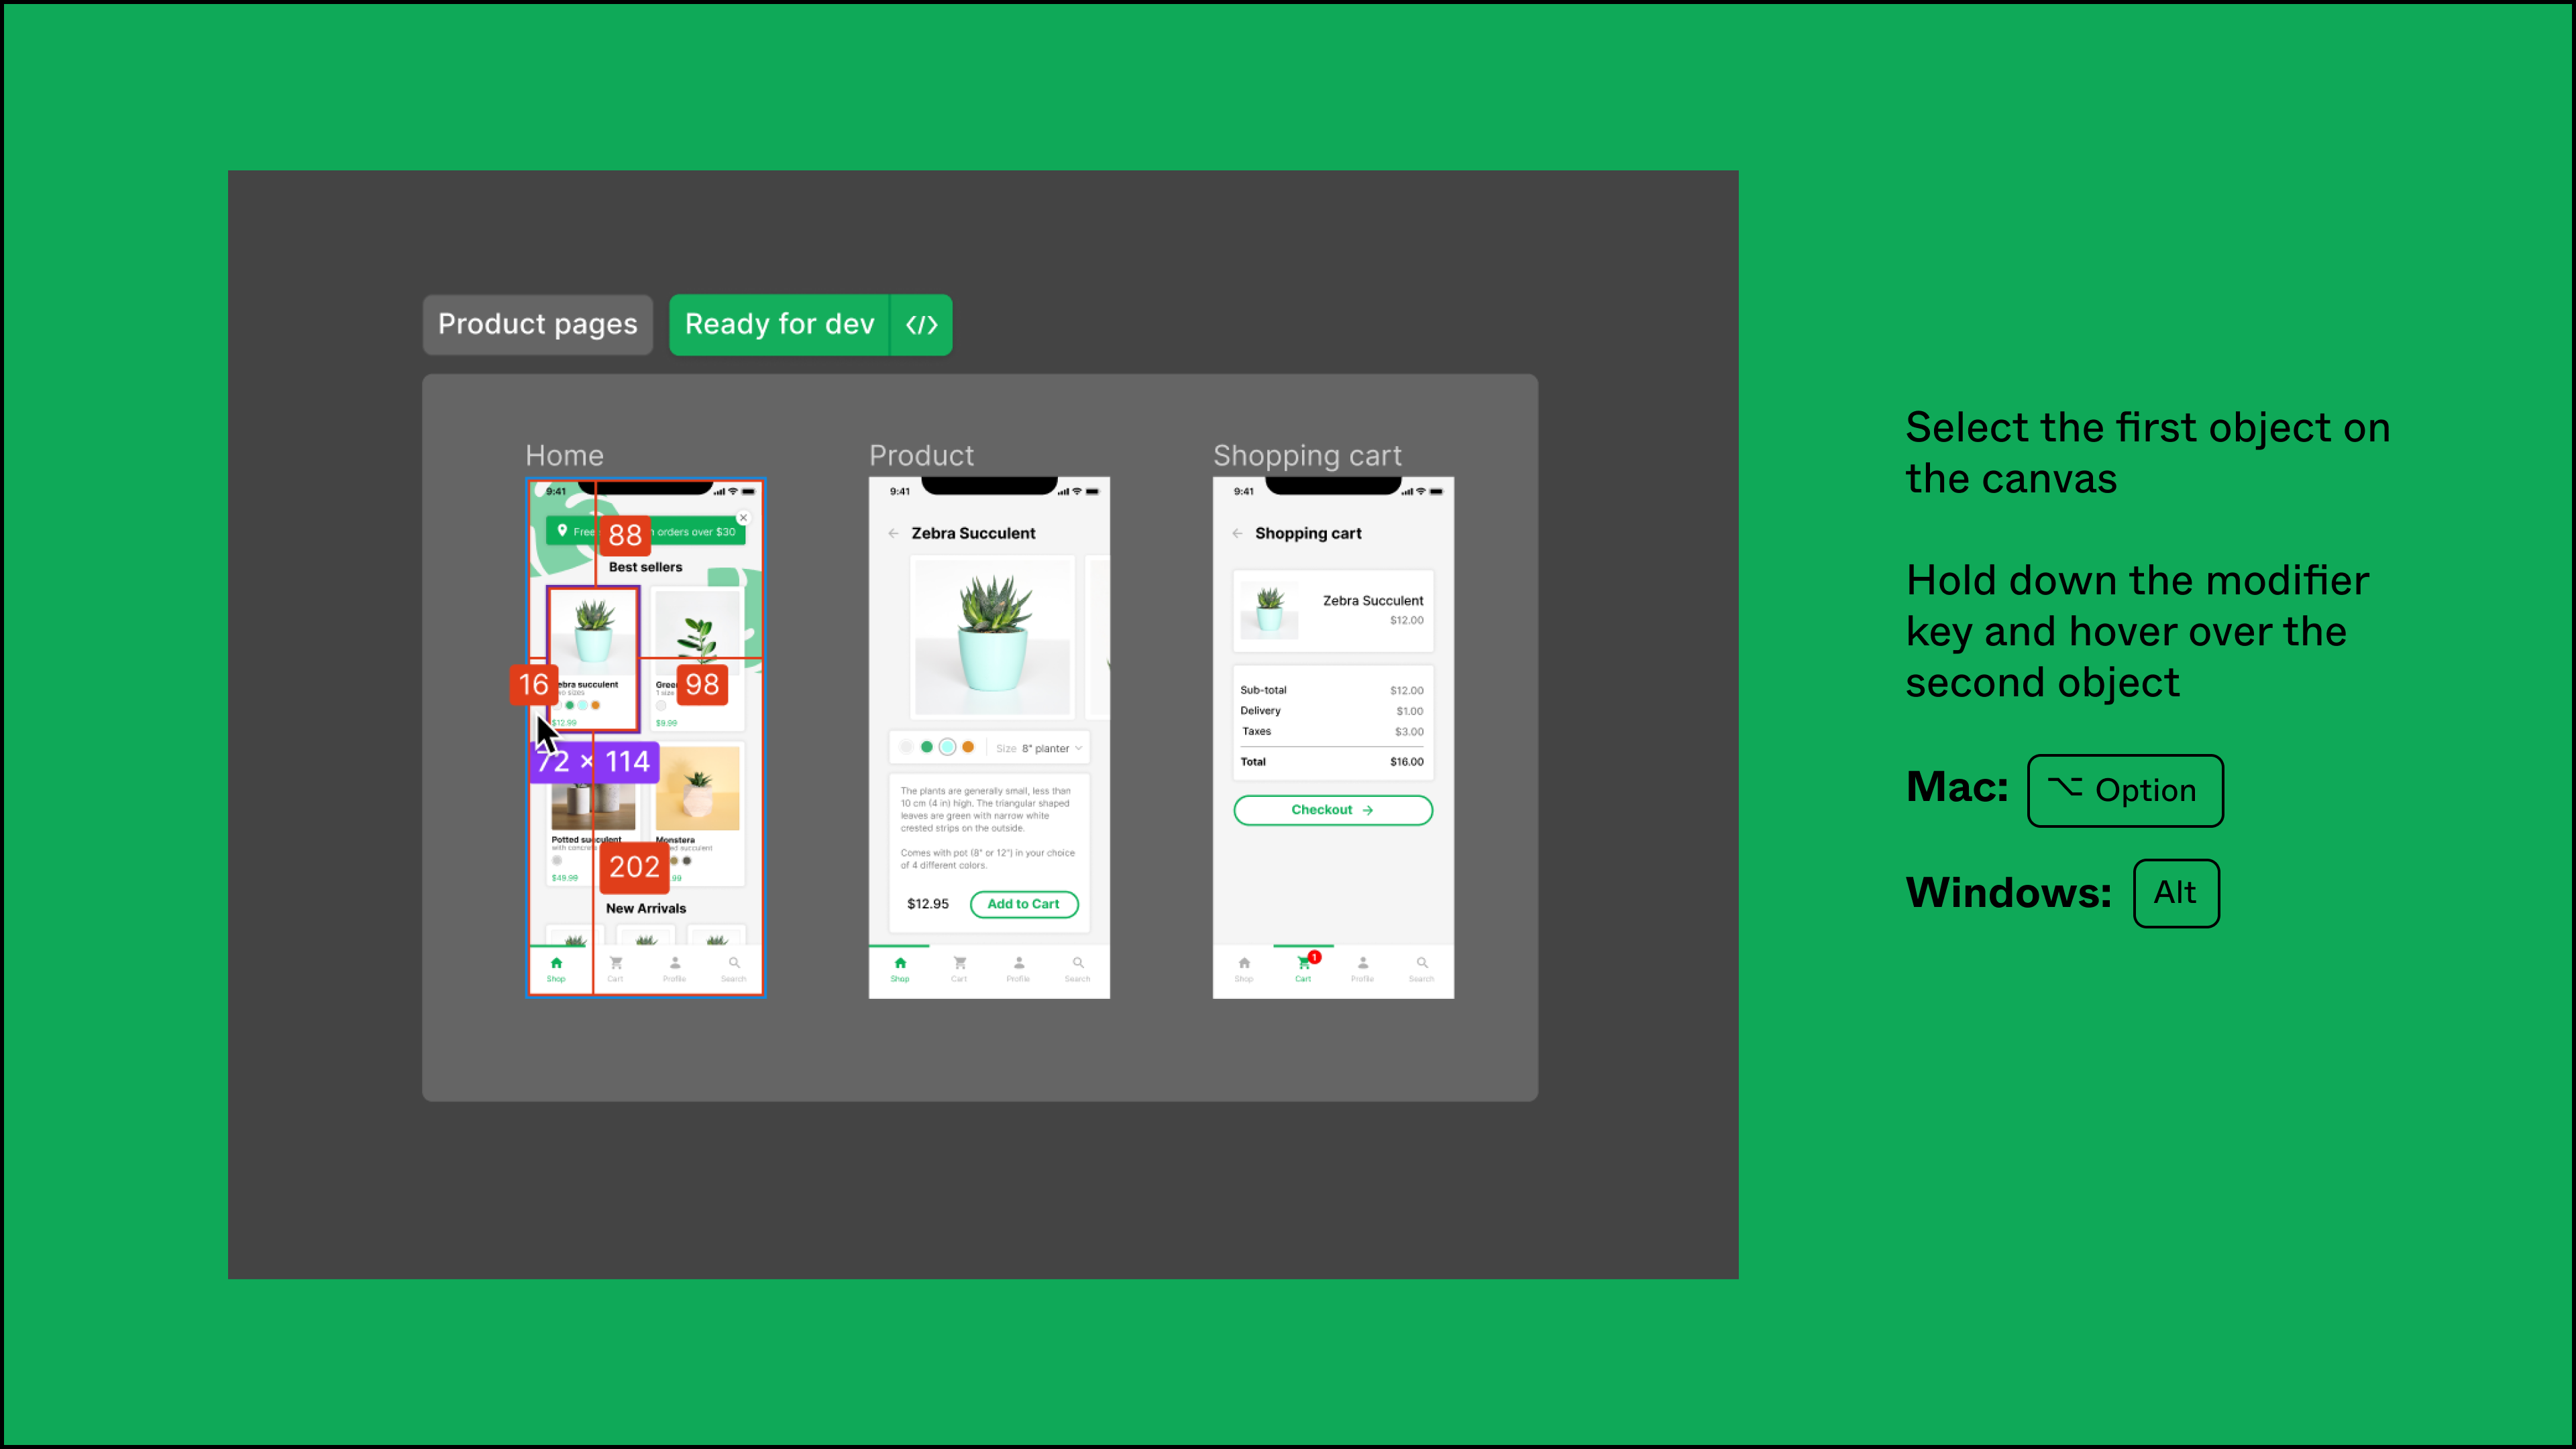 Product pages
Ready for dev </>
Home
9:41
Free
88
n orders over $30
Best sellers
16
98
ebra succulent
Gree
1 size
$12.99
$9.99
72 × 114
Potted succulent
Monstera
ed succulent
202
$49.99
.99
New Arrivals
Shop
Cart
Profile
Search
Product
9:41
← Zebra Succulent
Size 8" planter
The plants are generally small, less than
10 cm (4 in) high. The triangular shaped
leaves are green with narrow white
crested strips on the outside.
Comes with pot (8" or 12") in your choice
of 4 different colors.
$12.95
Add to Cart
Shop
Cart
Profile
Search
Shopping cart
9:41
← Shopping cart
Zebra Succulent
$12.00
Sub-total $12.00
Delivery $1.00
Taxes $3.00
Total $16.00
Checkout →
1
Shop
Cart
Profile
Search
Select the first object on
the canvas
Hold down the modifier
key and hover over the
second object
Mac: ⌥ Option
Windows: Alt